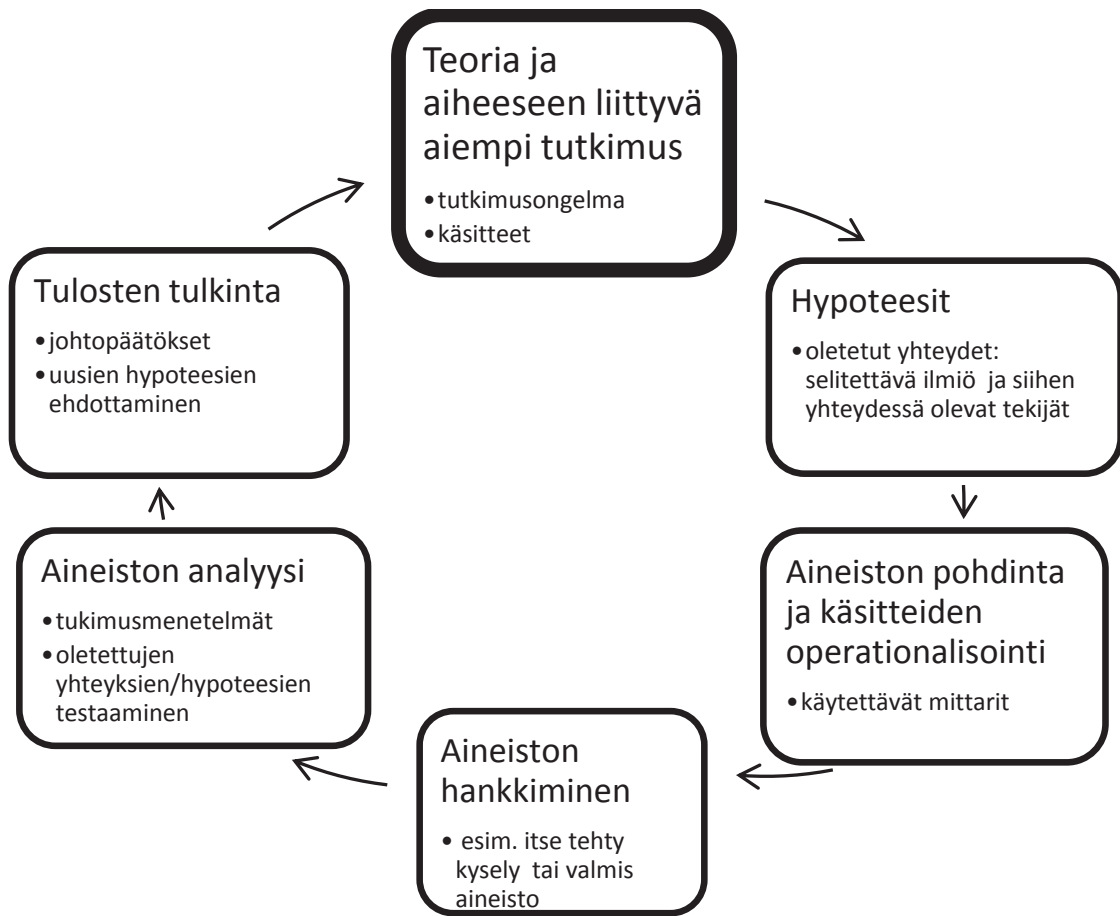 Teoria ja
aiheeseen liittyvä
aiempi tutkimus
•tutkimusongelma
•käsitteet
Hypoteesit
•oletetut yhteydet:
selitettävä ilmiö ja siihen
yhteydessä olevat tekijät
Aineiston pohdinta
ja käsitteiden
operationalisointi
•käytettävät mittarit
Aineiston
hankkiminen
• esim. itse tehty
kysely tai valmis
aineisto
Aineiston analyysi
•tukimusmenetelmät
•oletettujen
yhteyksien/hypoteesien
testaaminen
Tulosten tulkinta
•johtopäätökset
•uusien hypoteesien
ehdottaminen